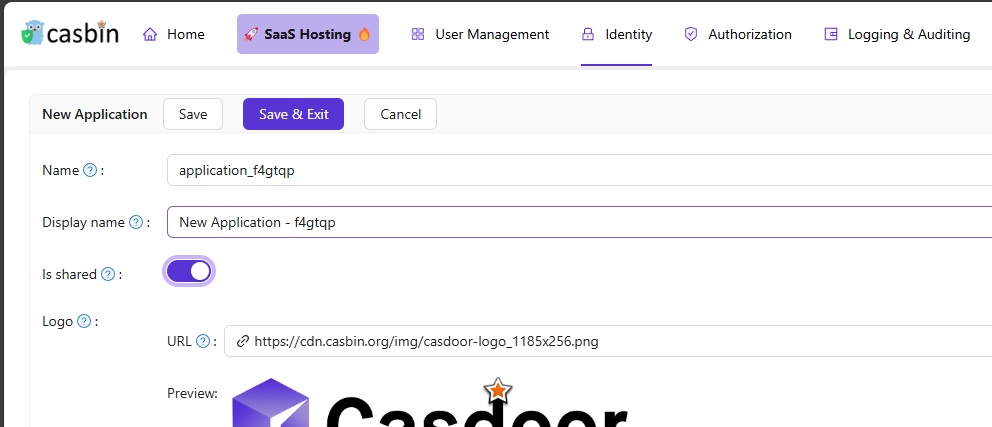 casbin Home SaaS Hosting User Management Identity Authorization Logging & Auditing
New Application Save Save & Exit Cancel
Name ? : application_f4gtqp
Display name ? : New Application - f4gtqp
Is shared ? :
Logo ? :
URL ? : https://cdn.casbin.org/img/casdoor-logo_1185x256.png
Preview: Casdoor